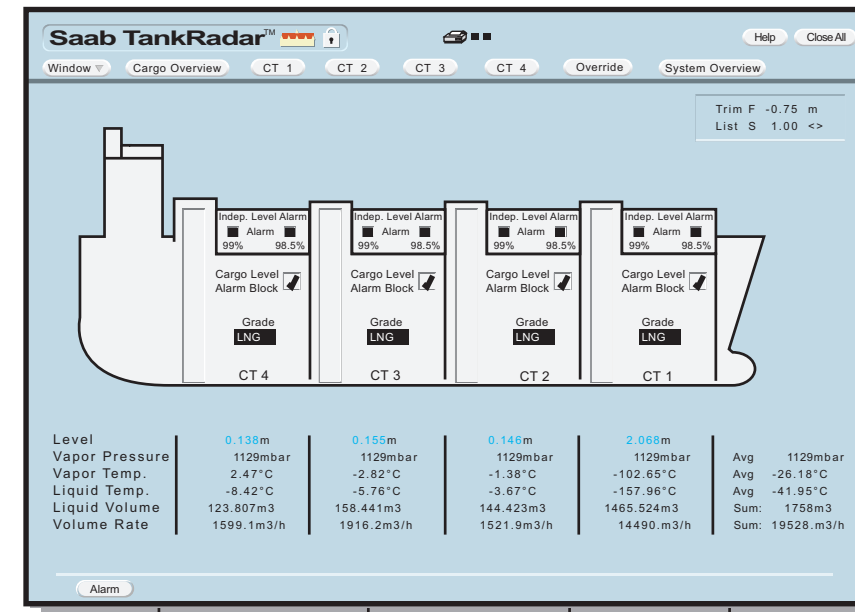 Saab TankRadar™
Help Close All
Window Cargo Overview CT 1 CT 2 CT 3 CT 4 Override System Overview
Trim F -0.75 m
List S 1.00 <>
Indep. Level Alarm Indep. Level Alarm Indep. Level Alarm Indep. Level Alarm
Alarm Alarm Alarm Alarm
99% 98.5% 99% 98.5% 99% 98.5% 99% 98.5%
Cargo Level Cargo Level Cargo Level Cargo Level
Alarm Block Alarm Block Alarm Block Alarm Block
Grade Grade Grade Grade
LNG LNG LNG LNG
CT 4 CT 3 CT 2 CT 1
Level 0.138m 0.155m 0.146m 2.068m
Vapor Pressure 1129mbar 1129mbar 1129mbar 1129mbar Avg 1129mbar
Vapor Temp. 2.47°C -2.82°C -1.38°C -102.65°C Avg -26.18°C
Liquid Temp. -8.42°C -5.76°C -3.67°C -157.96°C Avg -41.95°C
Liquid Volume 123.807m3 158.441m3 144.423m3 1465.524m3 Sum: 1758m3
Volume Rate 1599.1m3/h 1916.2m3/h 1521.9m3/h 14490.m3/h Sum: 19528.m3/h
Alarm